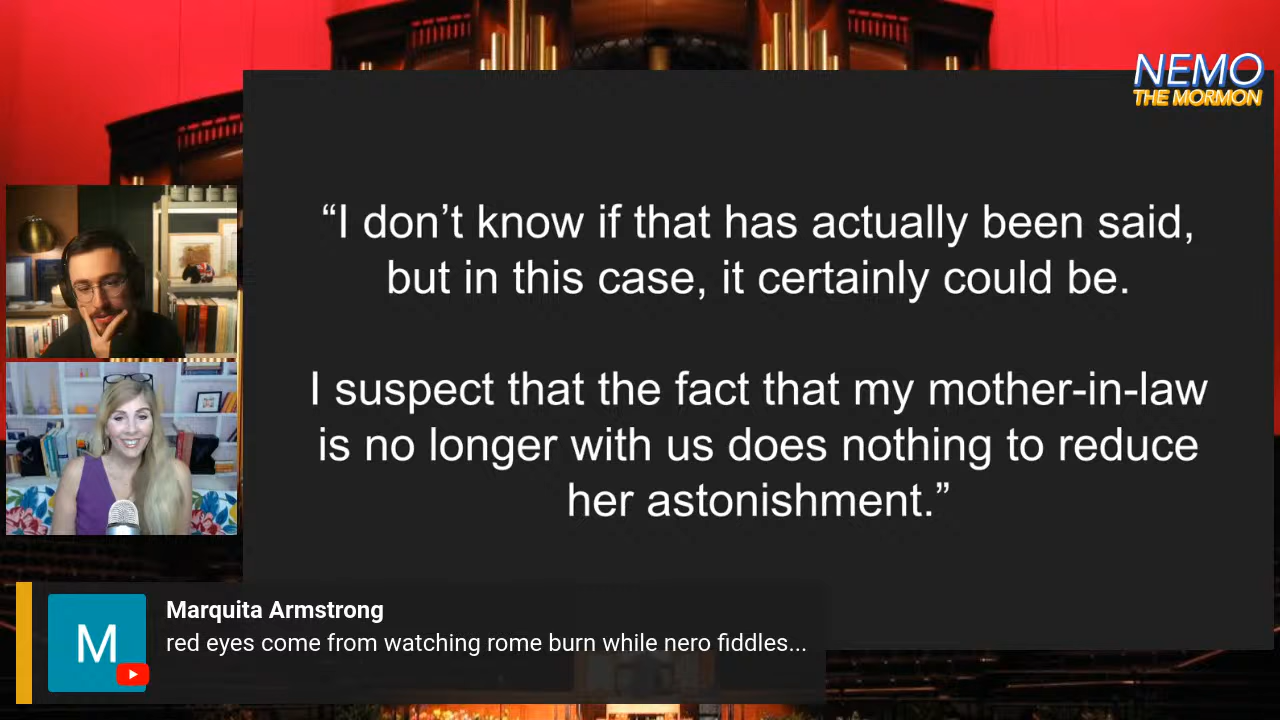 NEMO
THE MORMON
“I don’t know if that has actually been said,
but in this case, it certainly could be.
I suspect that the fact that my mother-in-law
is no longer with us does nothing to reduce
her astonishment.”
M
Marquita Armstrong
red eyes come from watching rome burn while nero fiddles...